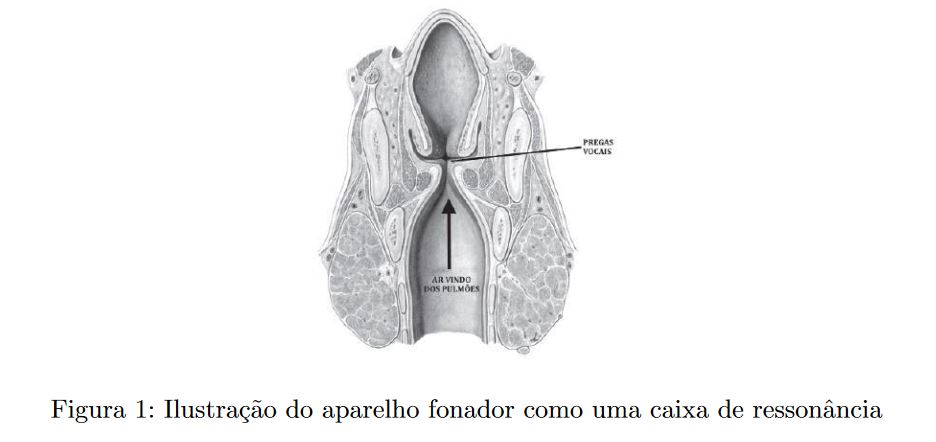 PREGAS
VOCAIS
AR VINDO
DOS PULMÕES
Figura 1: Ilustração do aparelho fonador como uma caixa de ressonância